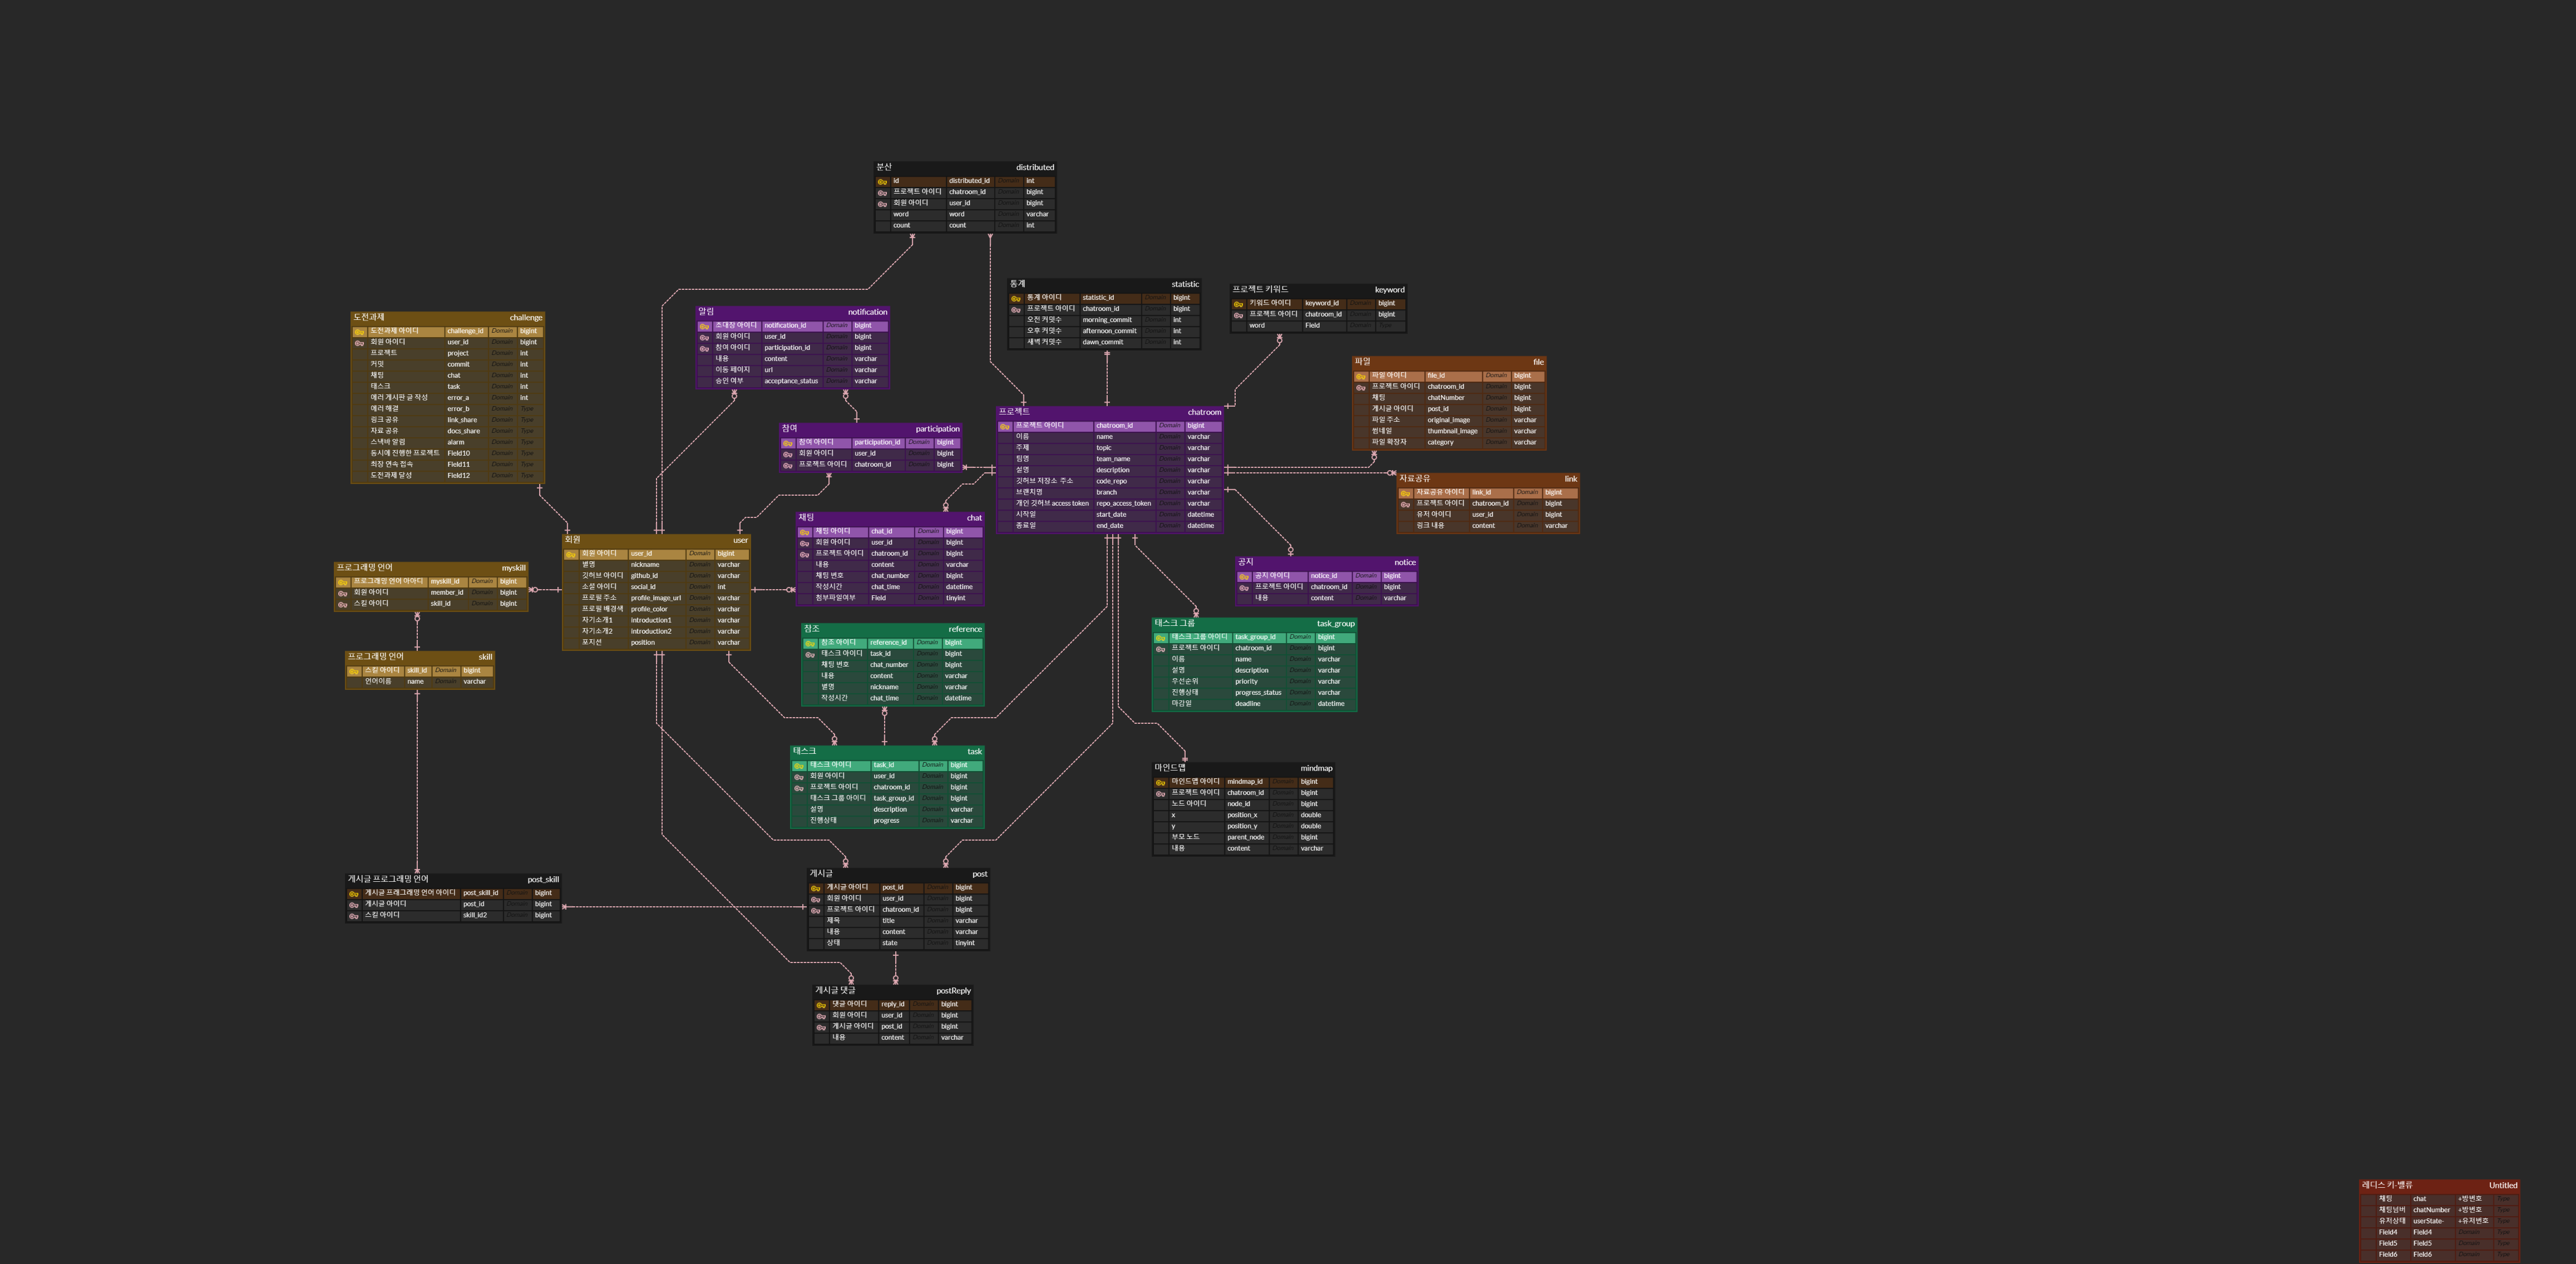 분산 distributed
id distributed_id Domain int
프로젝트 아이디 chatroom_id Domain bigint
회원 아이디 user_id Domain bigint
word word Domain varchar
count count Domain int
통계 statistic
통계 아이디 statistic_id Domain bigint
프로젝트 아이디 chatroom_id Domain bigint
오전 커밋수 morning_commit Domain int
오후 커밋수 afternoon_commit Domain int
새벽 커밋수 dawn_commit Domain int
프로젝트 키워드 keyword
키워드 아이디 keyword_id Domain bigint
프로젝트 아이디 chatroom_id Domain bigint
word Field Domain Type
도전과제 challenge
도전과제 아이디 challenge_id Domain bigint
회원 아이디 user_id Domain bigint
프로젝트 project Domain int
커밋 commit Domain int
채팅 chat Domain int
태스크 task Domain int
에러 게시판 글 작성 error_a Domain int
에러 해결 error_b Domain Type
링크 공유 link_share Domain Type
자료 공유 docs_share Domain Type
스낵바 알림 alarm Domain Type
동시에 진행한 프로젝트 Field10 Domain Type
최장 연속 접속 Field11 Domain Type
도전과제 달성 Field12 Domain Type
알림 notification
초대장 아이디 notification_id Domain bigint
회원 아이디 user_id Domain bigint
참여 아이디 participation_id Domain bigint
내용 content Domain varchar
이동 페이지 url Domain varchar
승인 여부 acceptance_status Domain varchar
파일 file
파일 아이디 file_id Domain bigint
프로젝트 아이디 chatroom_id Domain bigint
채팅 chatNumber Domain bigint
게시글 아이디 post_id Domain bigint
파일 주소 original_image Domain varchar
썸네일 thumbnail_image Domain varchar
파일 확장자 category Domain varchar
참여 participation
참여 아이디 participation_id Domain bigint
회원 아이디 user_id Domain bigint
프로젝트 아이디 chatroom_id Domain bigint
프로젝트 chatroom
프로젝트 아이디 chatroom_id Domain bigint
이름 name Domain varchar
주제 topic Domain varchar
팀명 team_name Domain varchar
설명 description Domain varchar
깃허브 저장소 주소 code_repo Domain varchar
브랜치명 branch Domain varchar
개인 깃허브 access token repo_access_token Domain varchar
시작일 start_date Domain datetime
종료일 end_date Domain datetime
자료공유 link
자료공유 아이디 link_id Domain bigint
프로젝트 아이디 chatroom_id Domain bigint
유저 아이디 user_id Domain bigint
링크 내용 content Domain varchar
채팅 chat
채팅 아이디 chat_id Domain bigint
회원 아이디 user_id Domain bigint
프로젝트 아이디 chatroom_id Domain bigint
내용 content Domain varchar
채팅 번호 chat_number Domain bigint
작성시간 chat_time Domain datetime
첨부파일여부 Field Domain tinyint
회원 user
회원 아이디 user_id Domain bigint
별명 nickname Domain varchar
깃허브 아이디 github_id Domain varchar
소셜 아이디 social_id Domain int
프로필 주소 profile_image_url Domain varchar
프로필 배경색 profile_color Domain varchar
자기소개1 introduction1 Domain varchar
자기소개2 introduction2 Domain varchar
포지션 position Domain varchar
공지 notice
공지 아이디 notice_id Domain bigint
프로젝트 아이디 chatroom_id Domain bigint
내용 content Domain varchar
프로그래밍 언어 myskill
프로그래밍 언어 아이디 myskill_id Domain bigint
회원 아이디 member_id Domain bigint
스킬 아이디 skill_id Domain bigint
프로그래밍 언어 skill
스킬 아이디 skill_id Domain bigint
언어이름 name Domain varchar
참조 reference
참조 아이디 reference_id Domain bigint
태스크 아이디 task_id Domain bigint
채팅 번호 chat_number Domain bigint
내용 content Domain varchar
별명 nickname Domain varchar
작성시간 chat_time Domain datetime
태스크 그룹 task_group
태스크 그룹 아이디 task_group_id Domain bigint
프로젝트 아이디 chatroom_id Domain bigint
이름 name Domain varchar
설명 description Domain varchar
우선순위 priority Domain varchar
진행상태 progress_status Domain varchar
마감일 deadline Domain datetime
태스크 task
태스크 아이디 task_id Domain bigint
회원 아이디 user_id Domain bigint
프로젝트 아이디 chatroom_id Domain bigint
태스크 그룹 아이디 task_group_id Domain bigint
설명 description Domain varchar
진행상태 progress Domain varchar
마인드맵 mindmap
마인드맵 아이디 mindmap_id Domain bigint
프로젝트 아이디 chatroom_id Domain bigint
노드 아이디 node_id Domain bigint
x position_x Domain double
y position_y Domain double
부모 노드 parent_node Domain bigint
내용 content Domain varchar
게시글 프로그래밍 언어 post_skill
게시글 프래그래밍 언어 아이디 post_skill_id Domain bigint
게시글 아이디 post_id Domain bigint
스킬 아이디 skill_id2 Domain bigint
게시글 post
게시글 아이디 post_id Domain bigint
회원 아이디 user_id Domain bigint
프로젝트 아이디 chatroom_id Domain bigint
제목 title Domain varchar
내용 content Domain varchar
상태 state Domain tinyint
게시글 댓글 postReply
댓글 아이디 reply_id Domain bigint
회원 아이디 user_id Domain bigint
게시글 아이디 post_id Domain bigint
내용 content Domain varchar
레디스 키-밸류 Untitled
채팅 chat +방번호 Type
채팅넘버 chatNumber +방번호 Type
유저상태 userState- +유저번호 Type
Field4 Field4 Domain Type
Field5 Field5 Domain Type
Field6 Field6 Domain Type